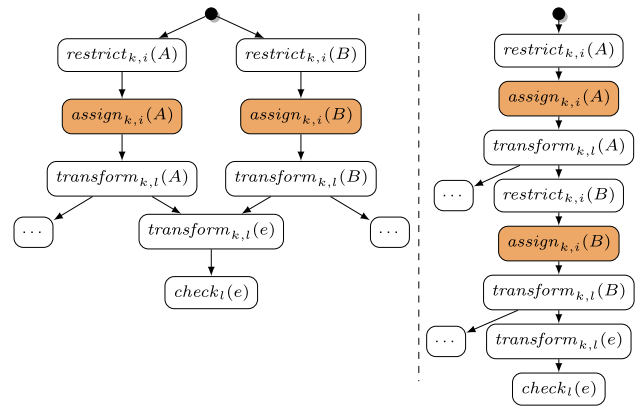 restrict_{k,i}(A)
restrict_{k,i}(B)
assign_{k,i}(A)
assign_{k,i}(B)
transform_{k,l}(A)
transform_{k,l}(B)
...
transform_{k,l}(e)
...
check_l(e)
restrict_{k,i}(A)
assign_{k,i}(A)
transform_{k,l}(A)
...
restrict_{k,i}(B)
assign_{k,i}(B)
transform_{k,l}(B)
...
transform_{k,l}(e)
check_l(e)